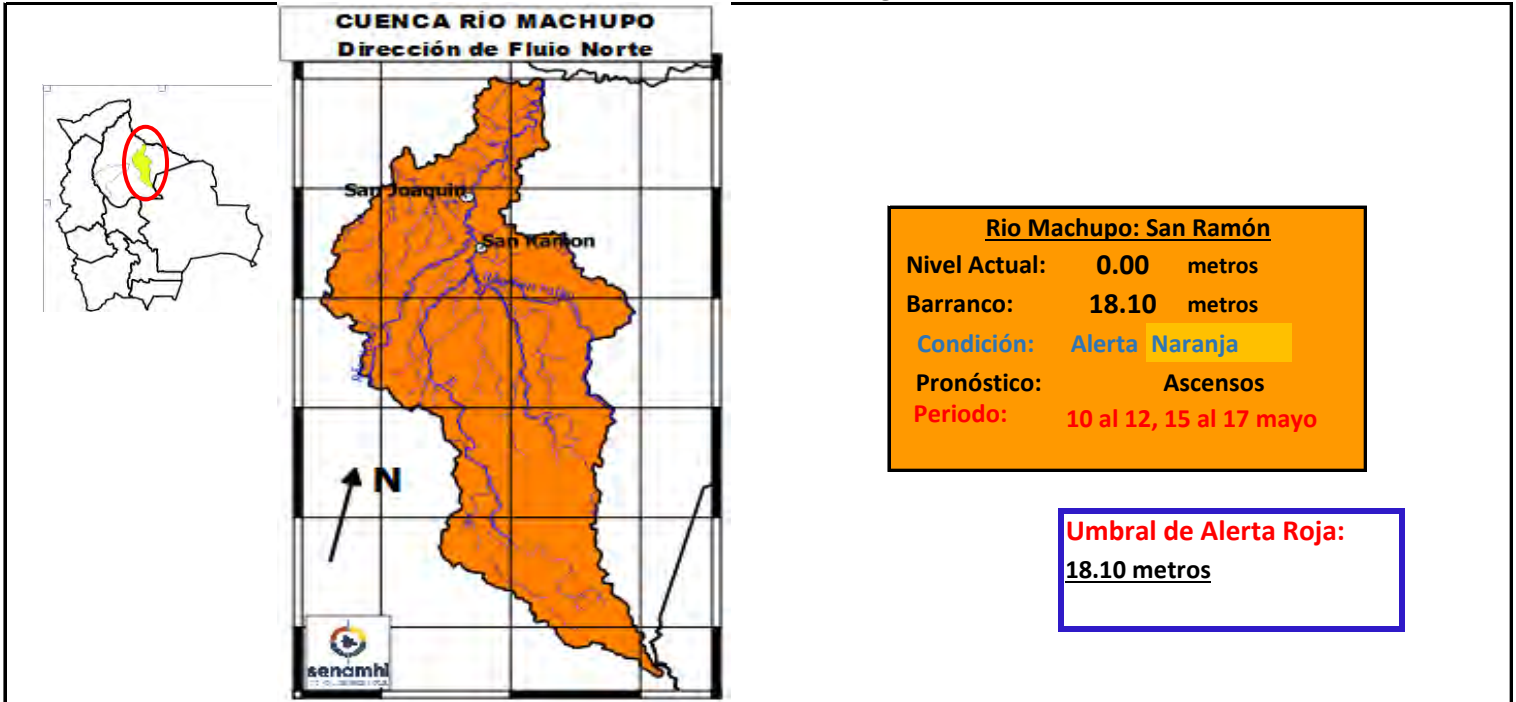 CUENCA RÍO MACHUPO
Dirección de Flujo Norte
San Joaquin
San Ramon
N
senamhi
Rio Machupo: San Ramón
Nivel Actual: 0.00 metros
Barranco: 18.10 metros
Condición: Alerta Naranja
Pronóstico: Ascensos
Periodo: 10 al 12, 15 al 17 mayo
Umbral de Alerta Roja:
18.10 metros